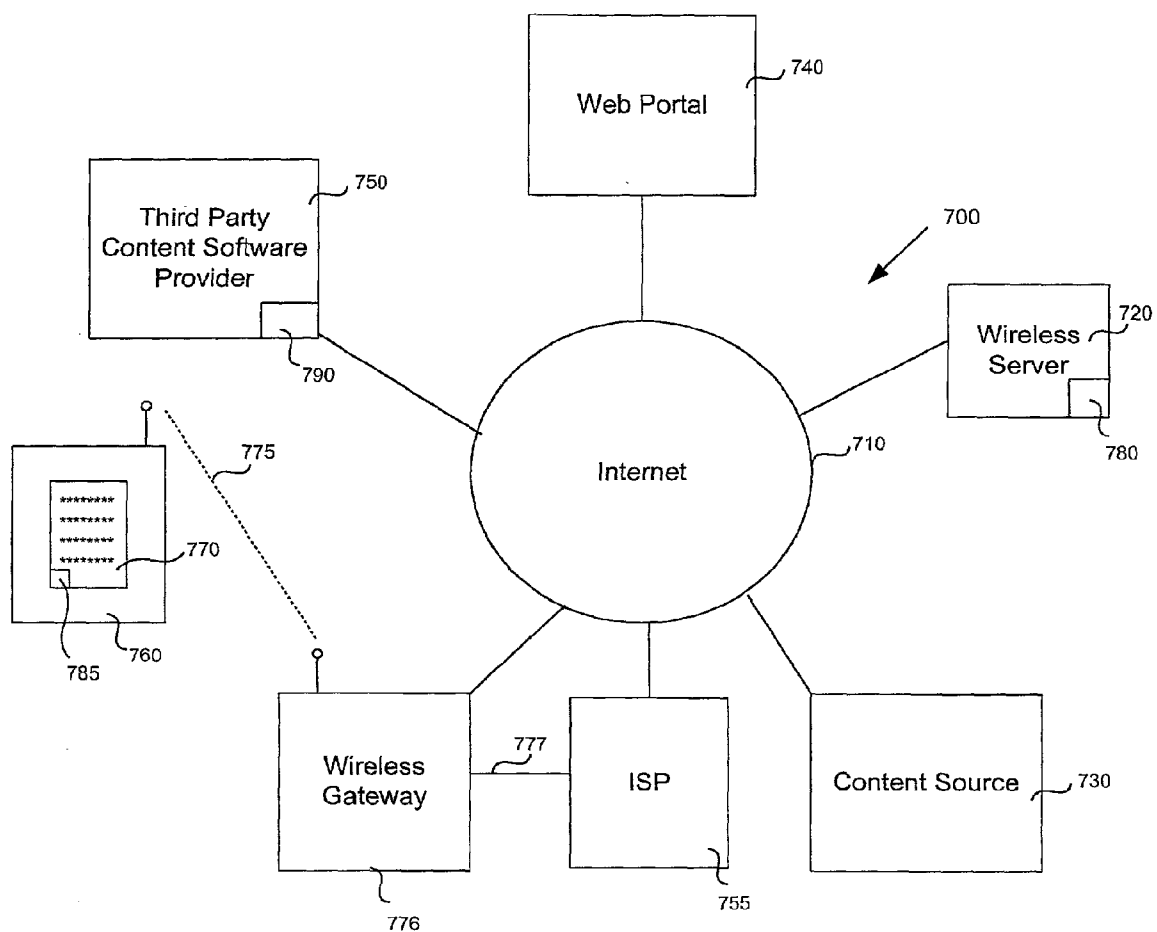 740
Web Portal
750
Third Party
Content Software
Provider
700
720
Wireless
Server
790
780
775
710
Internet
********
********
********
********
770
760
785
777
Wireless
Gateway
ISP
Content Source
730
755
776